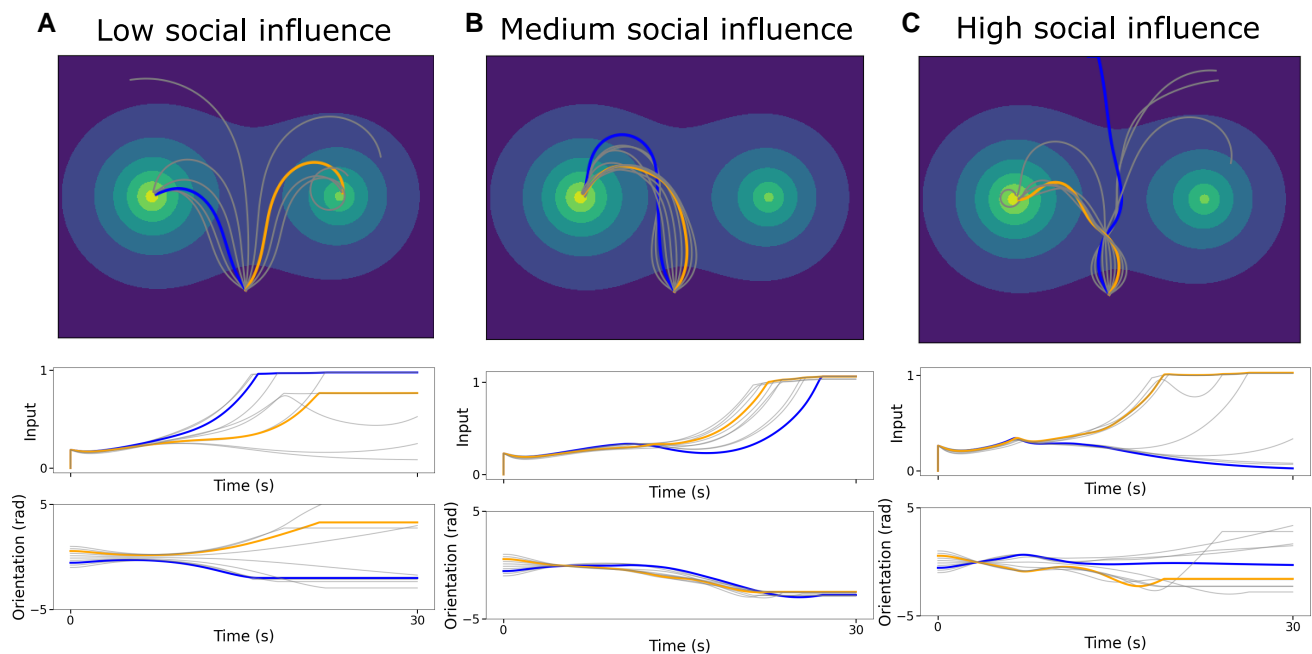 A Low social influence
B Medium social influence
C High social influence
1
Input
0
Time (s)
5
Orientation (rad)
−5
0
Time (s)
30
1
Input
0
Time (s)
5
Orientation (rad)
−5
0
Time (s)
30
1
Input
0
Time (s)
5
Orientation (rad)
−5
0
Time (s)
30